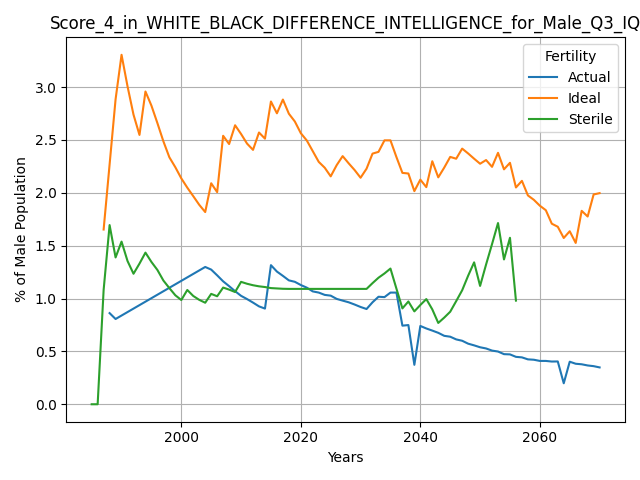 Score_4_in_WHITE_BLACK_DIFFERENCE_INTELLIGENCE_for_Male_Q3_IQ
Fertility
Actual
Ideal
Sterile
% of Male Population
3.0
2.5
2.0
1.5
1.0
0.5
0.0
2000
2020
2040
2060
Years